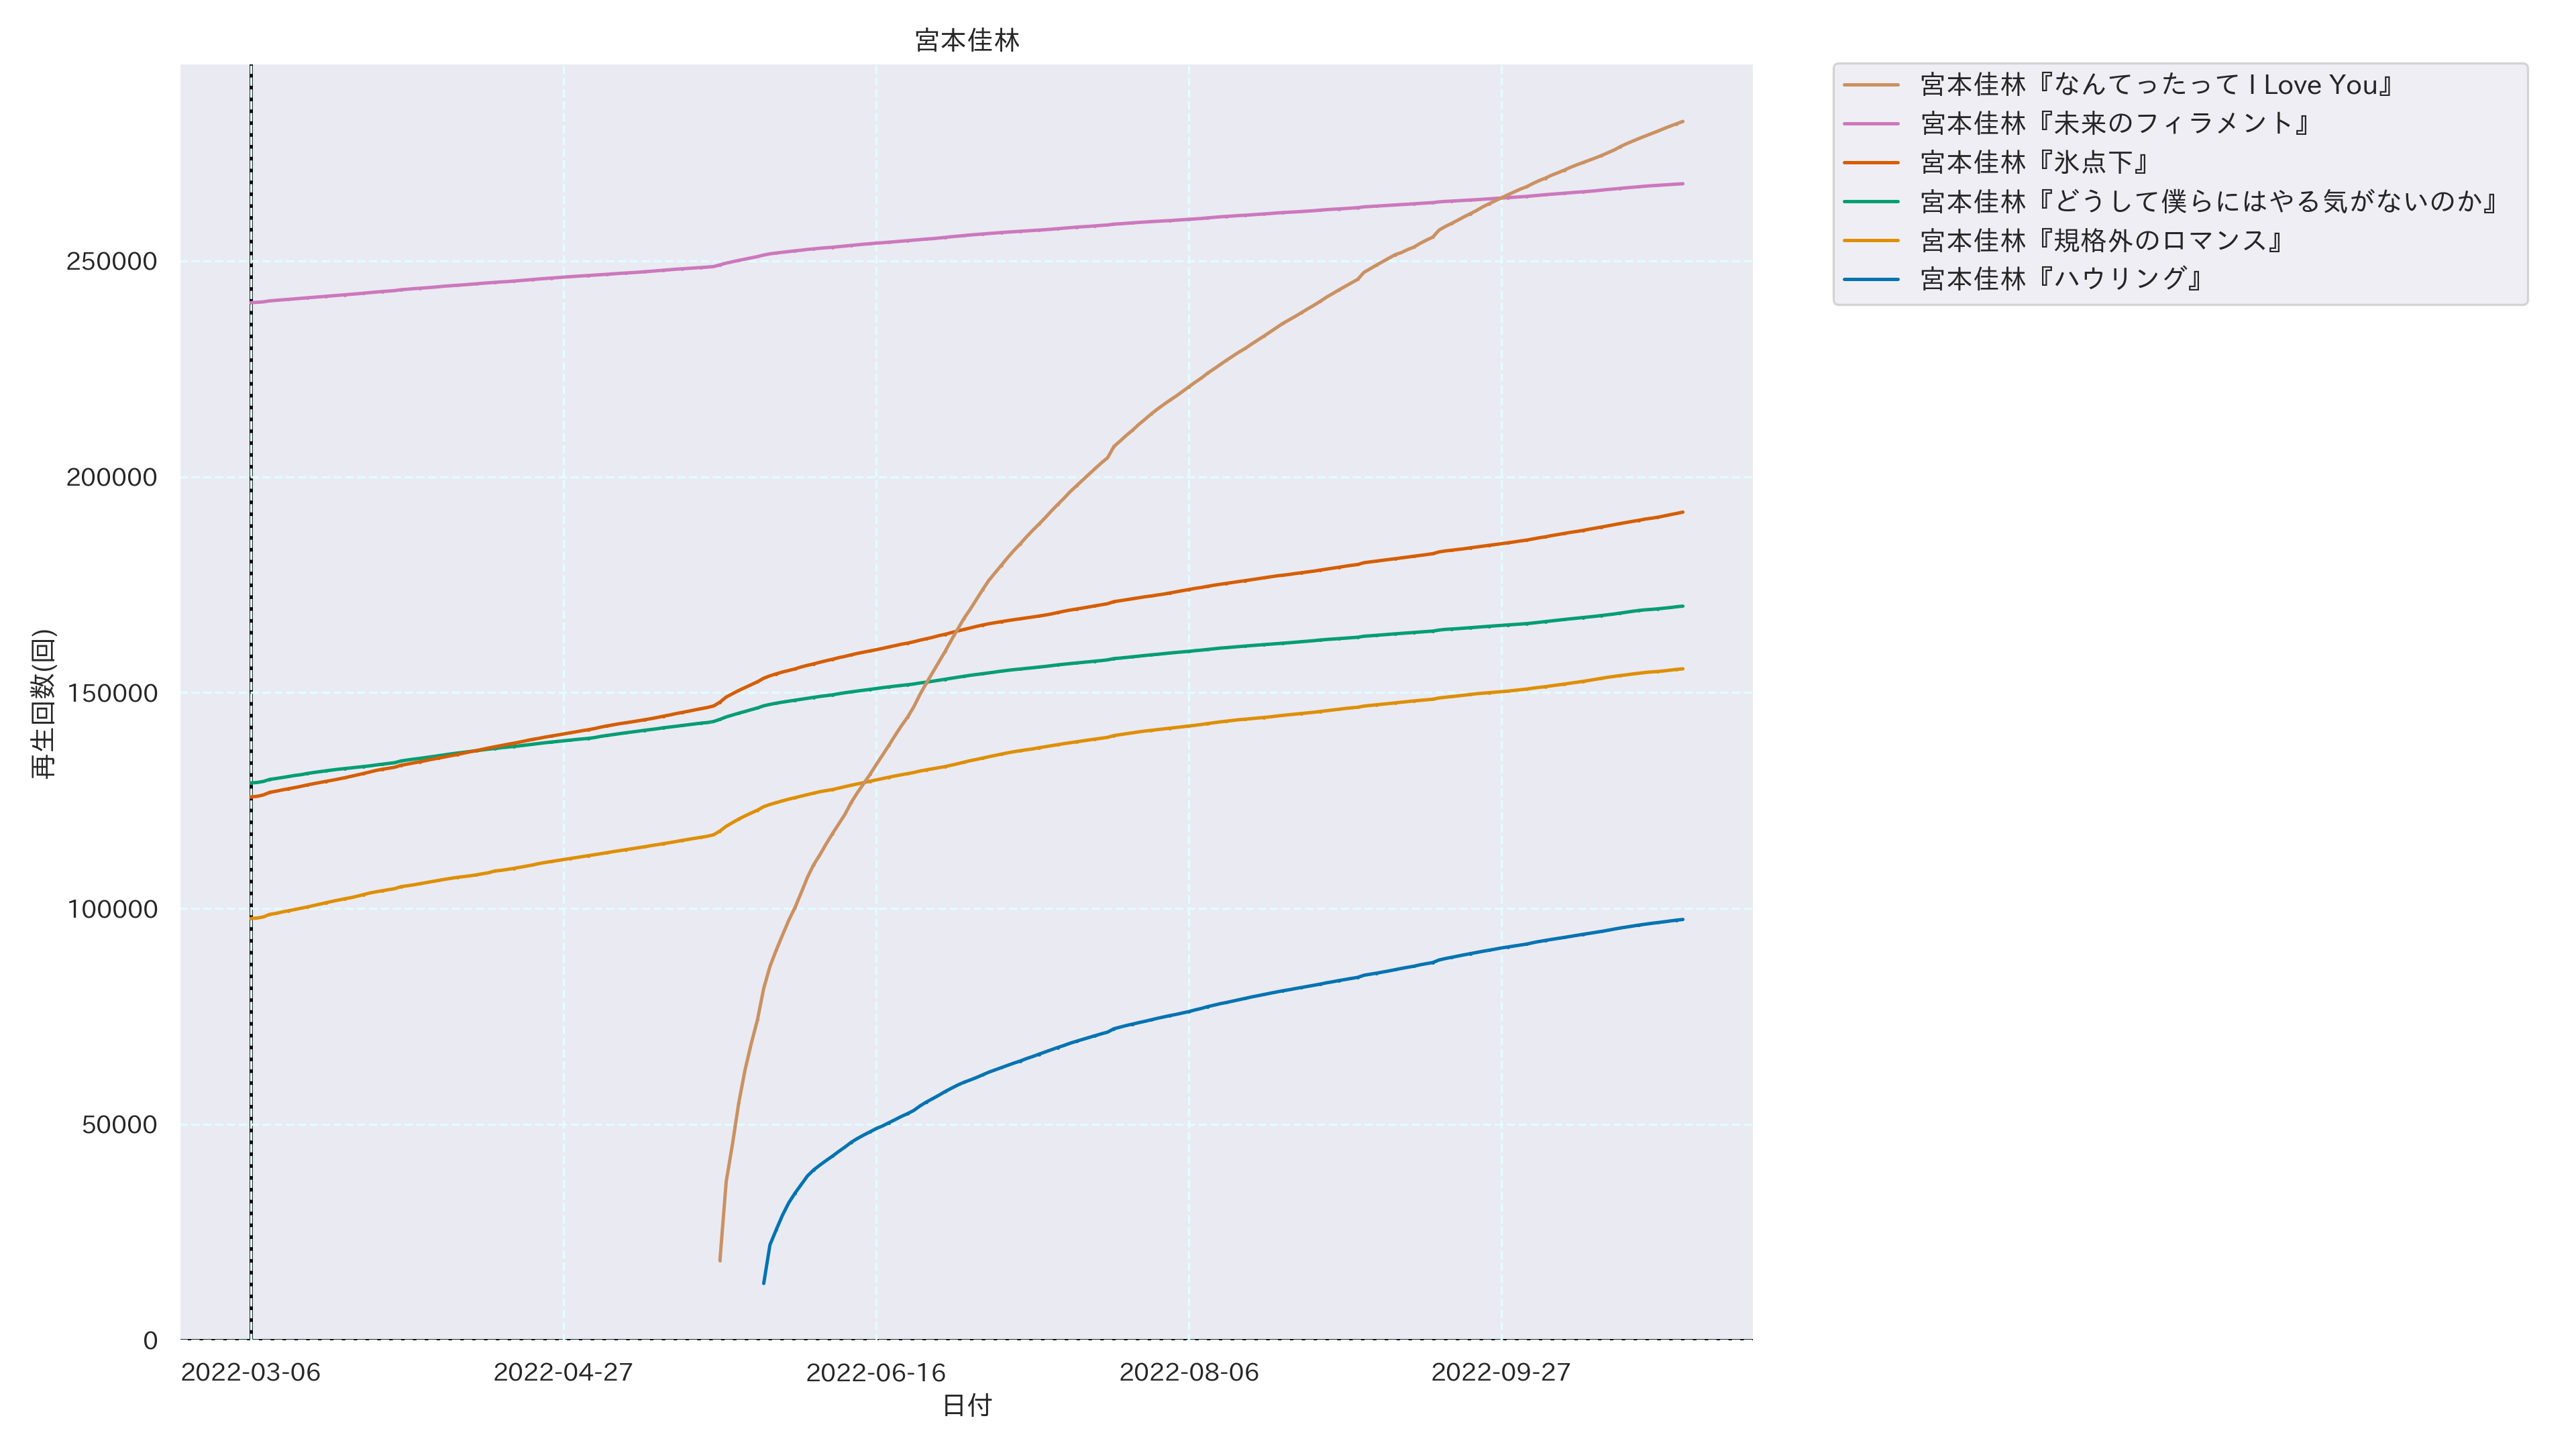 宮本佳林
宮本佳林『なんてったって I Love You』
宮本佳林『未来のフィラメント』
宮本佳林『氷点下』
宮本佳林『どうして僕らにはやる気がないのか』
宮本佳林『規格外のロマンス』
宮本佳林『ハウリング』
再生回数(回)
250000
200000
150000
100000
50000
0
2022-03-06 2022-04-27 2022-06-16 2022-08-06 2022-09-27
日付